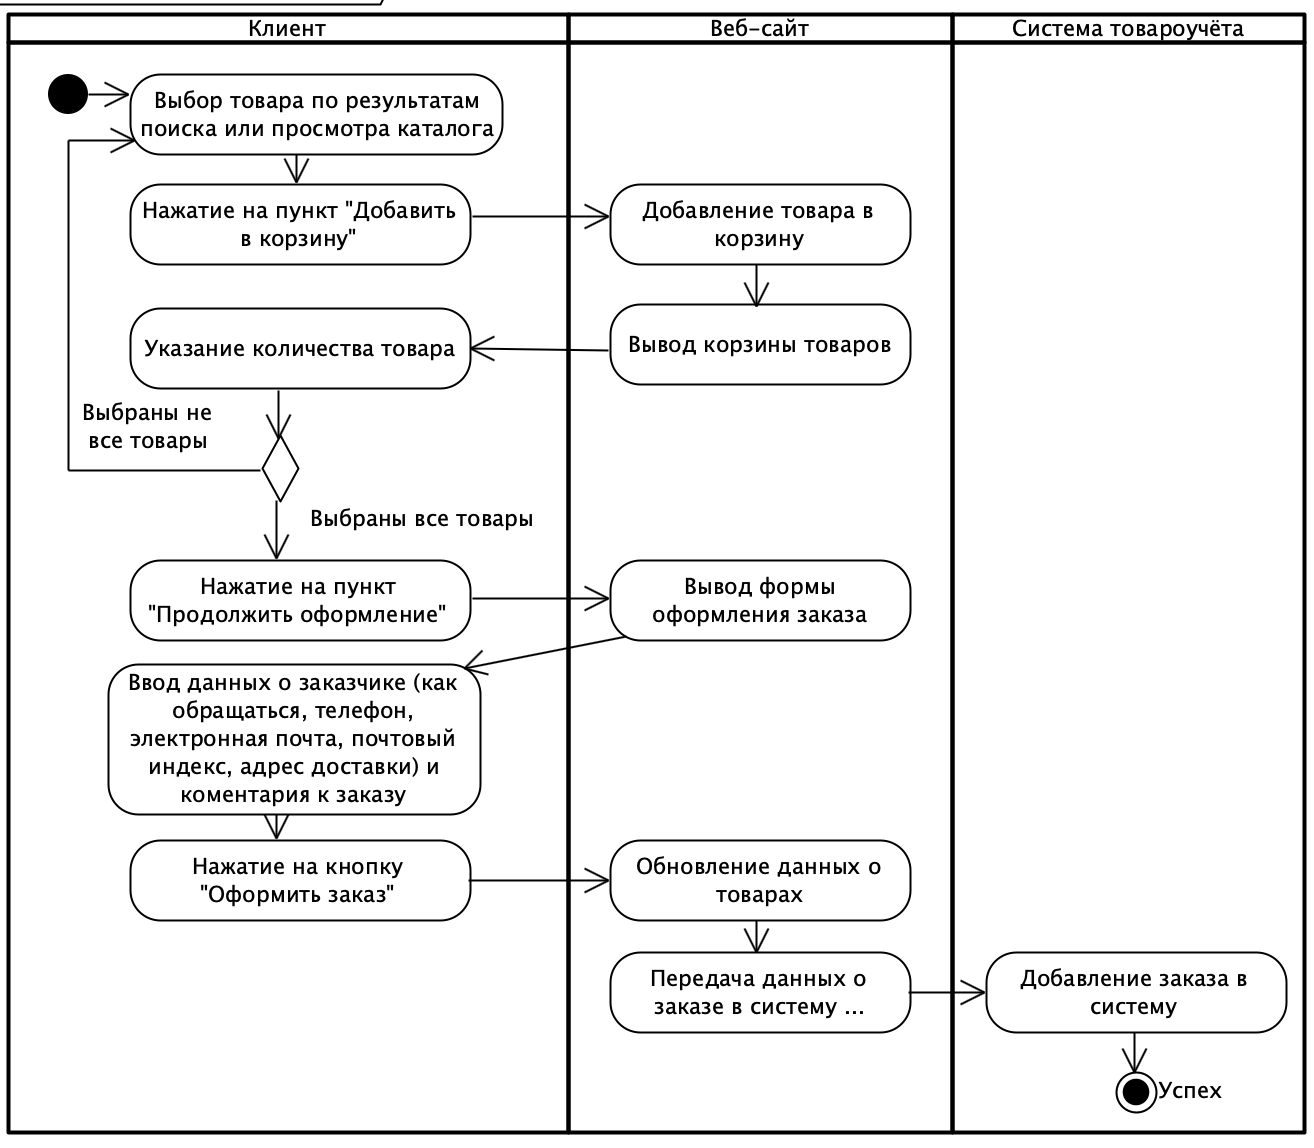 Клиент
Веб-сайт
Система товароучёта
Выбор товара по результатам
поиска или просмотра каталога
Нажатие на пункт "Добавить
в корзину"
Добавление товара в
корзину
Указание количества товара
Вывод корзины товаров
Выбраны не
все товары
Выбраны все товары
Нажатие на пункт
"Продолжить оформление"
Вывод формы
оформления заказа
Ввод данных о заказчике (как
обращаться, телефон,
электронная почта, почтовый
индекс, адрес доставки) и
коментария к заказу
Нажатие на кнопку
"Оформить заказ"
Обновление данных о
товарах
Передача данных о
заказе в систему ...
Добавление заказа в
систему
Успех